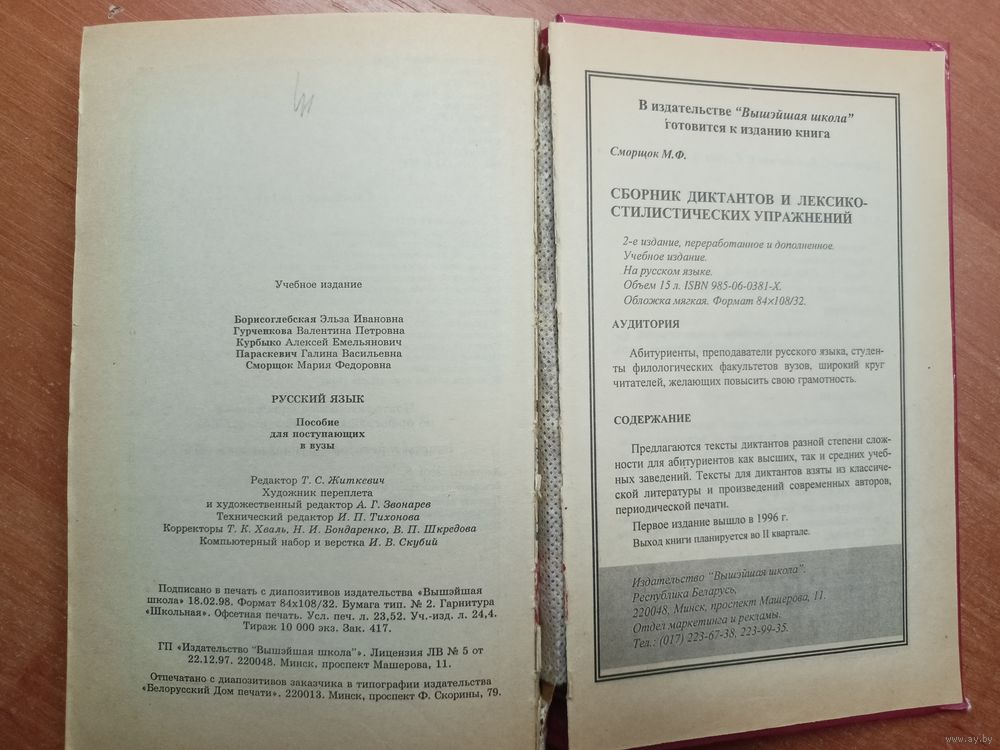 Учебное издание
Борисоглебская Эльза Ивановна
Гурченкова Валентина Петровна
Курбыко Алексей Емельянович
Параскевич Галина Васильевна
Сморщок Мария Федоровна
РУССКИЙ ЯЗЫК
Пособие
для поступающих
в вузы
Редактор Т. С. Житкевич
Художник переплета
и художественный редактор А. Г. Звонарев
Технический редактор И. П. Тихонова
Корректоры Т. К. Хваль, Н. И. Бондаренко, В. П. Шкредова
Компьютерный набор и верстка И. В. Скубий
Подписано в печать с диапозитивов издательства «Вышэйшая
школа» 18.02.98. Формат 84х108/32. Бумага тип. № 2. Гарнитура
«Школьная». Офсетная печать. Усл. печ. л. 23,52. Уч.-изд. л. 24,4.
Тираж 10 000 экз. Зак. 417.
ГП «Издательство "Вышэйшая школа"». Лицензия ЛВ № 5 от
22.12.97. 220048. Минск, проспект Машерова, 11.
Отпечатано с диапозитивов заказчика в типографии издательства
«Белорусский Дом печати». 220013. Минск, проспект Ф. Скорины, 79.
В издательстве "Вышэйшая школа"
готовится к изданию книга
Сморщок М.Ф.
СБОРНИК ДИКТАНТОВ И ЛЕКСИКО-
СТИЛИСТИЧЕСКИХ УПРАЖНЕНИЙ
2-е издание, переработанное и дополненное.
Учебное издание.
На русском языке.
Объем 15 л. ISBN 985-06-0381-X.
Обложка мягкая. Формат 84×108/32.
АУДИТОРИЯ
Абитуриенты, преподаватели русского языка, студен-
ты филологических факультетов вузов, широкий круг
читателей, желающих повысить свою грамотность.
СОДЕРЖАНИЕ
Предлагаются тексты диктантов разной степени слож-
ности для абитуриентов как высших, так и средних учеб-
ных заведений. Тексты для диктантов взяты из классиче-
ской литературы и произведений современных авторов,
периодической печати.
Первое издание вышло в 1996 г.
Выход книги планируется во II квартале.
Издательство "Вышэйшая школа".
Республика Беларусь,
220048. Минск, проспект Машерова, 11.
Отдел маркетинга и рекламы.
Тел.: (017) 223-67-38, 223-99-35.
www.ay.by